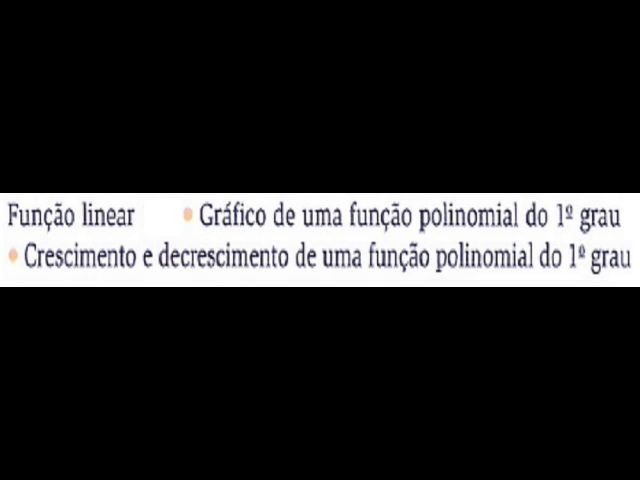 Função linear • Gráfico de uma função polinomial do 1º grau
• Crescimento e decrescimento de uma função polinomial do 1º grau